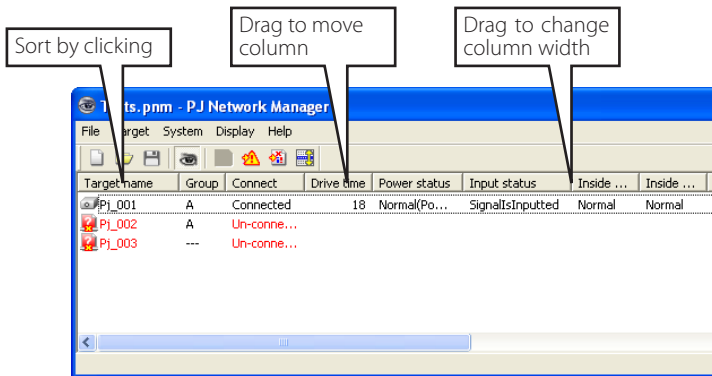 Sort by clicking
Drag to move
column
Drag to change
column width
ts.pnm - PJ Network Manager
File Target System Display Help
Target name Group Connect Drive time Power status Input status Inside ... Inside ...
Pj_001 A Connected 18 Normal(Po... SignalIsInputted Normal Normal
Pj_002 A Un-conne...
Pj_003 --- Un-conne...